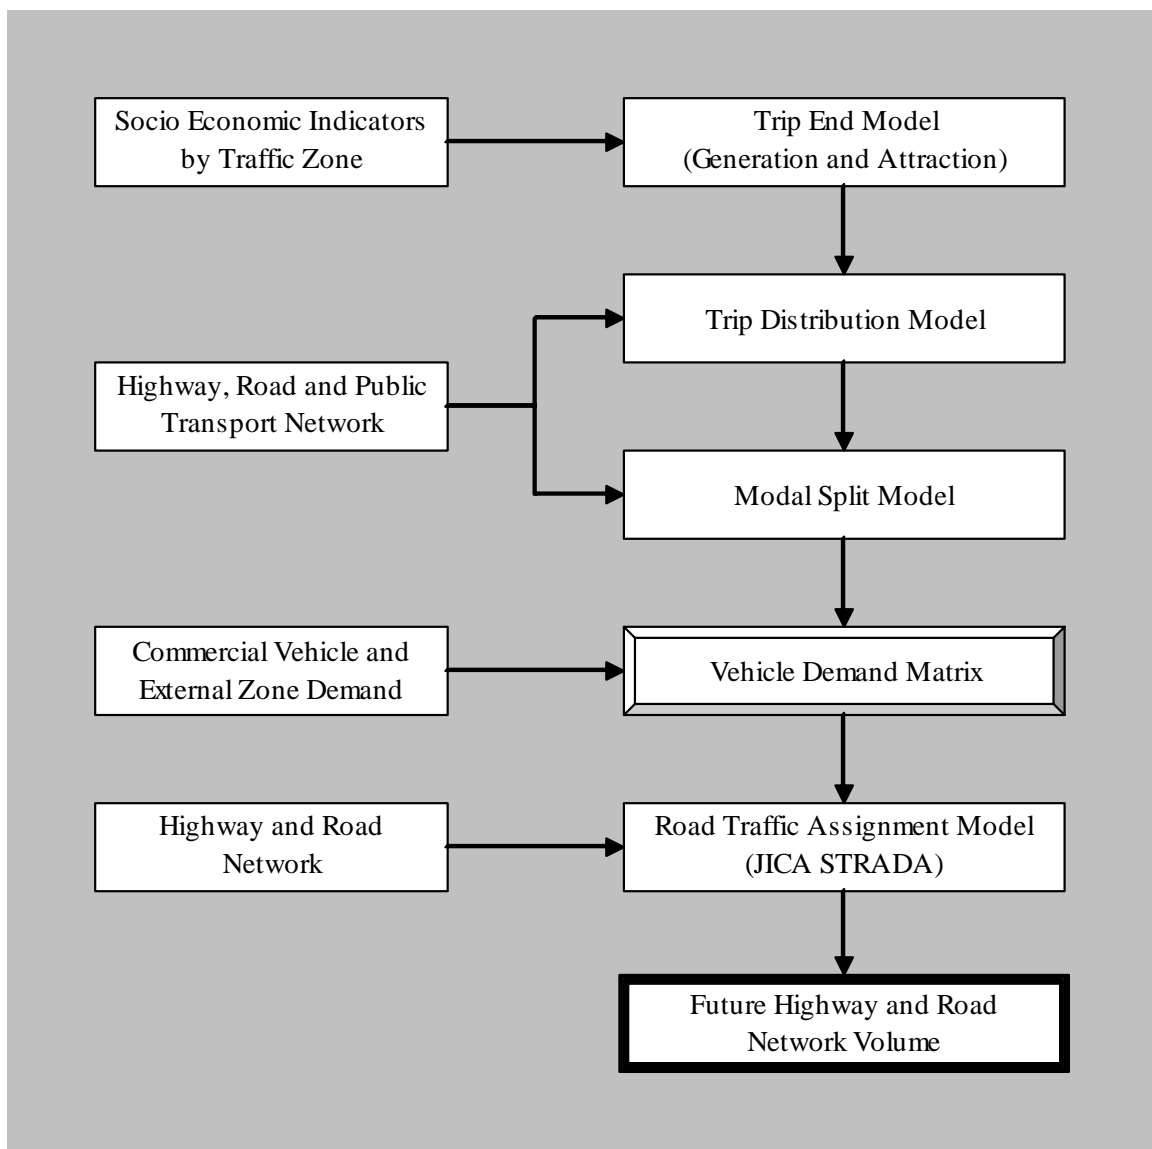 Socio Economic Indicators
by Traffic Zone
Trip End Model
(Generation and Attraction)
Trip Distribution Model
Highway, Road and Public
Transport Network
Modal Split Model
Commercial Vehicle and
External Zone Demand
Vehicle Demand Matrix
Highway and Road
Network
Road Traffic Assignment Model
(JICA STRADA)
Future Highway and Road
Network Volume